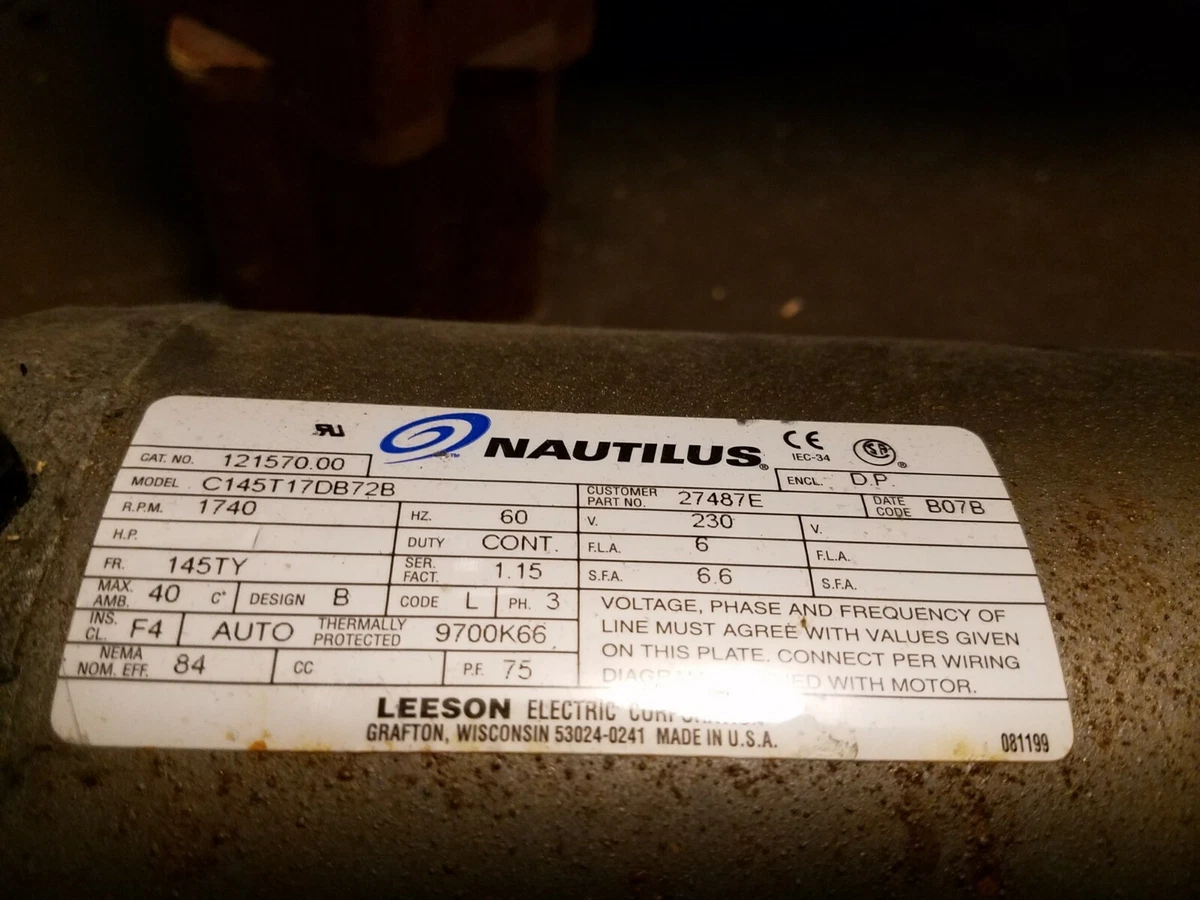 RU NAUTILUS® CE IEC-34 SA®
CAT. NO. 121570.00 ENCL. D.P.
MODEL C145T17DB72B CUSTOMER PART NO. 27487E DATE CODE B07B
R.P.M. 1740 HZ. 60 V. 230 V.
H.P. DUTY CONT. F.L.A. 6 F.L.A.
FR. 145TY SER. FACT. 1.15 S.F.A. 6.6 S.F.A.
MAX. AMB. 40 C° DESIGN B CODE L PH. 3
INS. CL. F4 AUTO THERMALLY PROTECTED 9700K66
NEMA NOM. EFF. 84 CC P.F. 75
VOLTAGE, PHASE AND FREQUENCY OF
LINE MUST AGREE WITH VALUES GIVEN
ON THIS PLATE. CONNECT PER WIRING
WITH MOTOR.
LEESON ELECTRIC CORPORATION
GRAFTON, WISCONSIN 53024-0241 MADE IN U.S.A.
081199